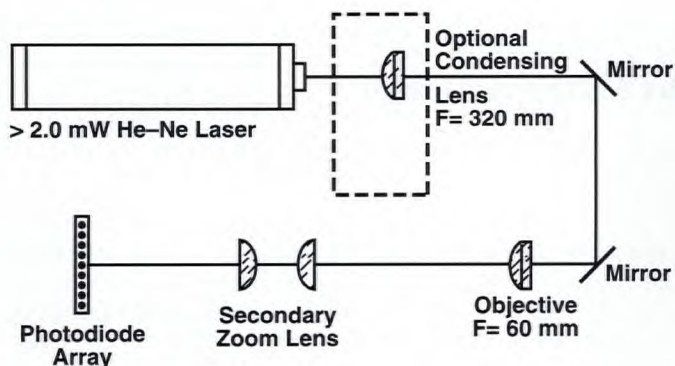 > 2.0 mW He–Ne Laser
Optional
Condensing
Lens
F= 320 mm
Mirror
Mirror
Objective
F= 60 mm
Secondary
Zoom Lens
Photodiode
Array